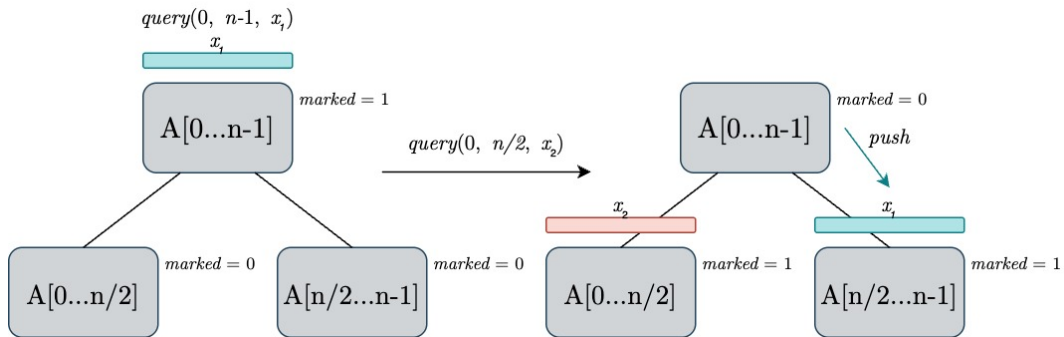 query(0, n-1, x₁)
x₁
marked = 1
A[0...n-1]
marked = 0
A[0...n/2]
marked = 0
A[n/2...n-1]
query(0, n/2, x₂)
marked = 0
A[0...n-1]
push
x₂
marked = 1
A[0...n/2]
x₁
marked = 1
A[n/2...n-1]